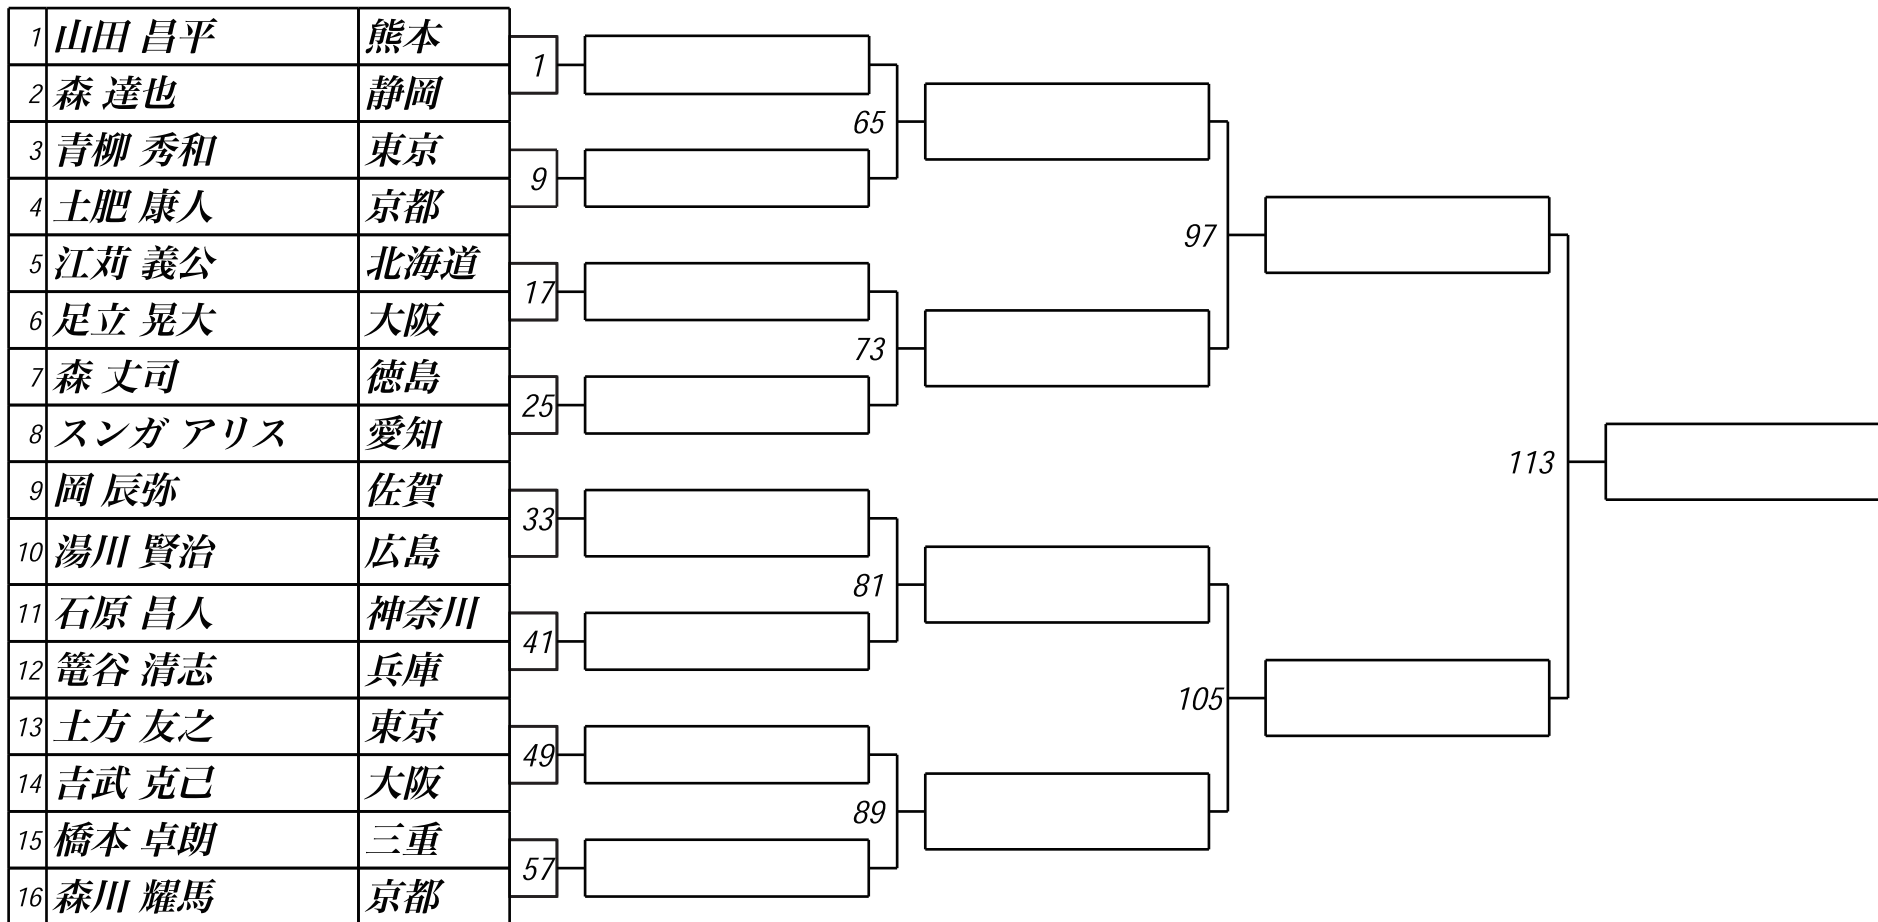 1 山田 昌平 熊本
2 森 達也 静岡
3 青柳 秀和 東京
4 土肥 康人 京都
5 江苅 義公 北海道
6 足立 晃大 大阪
7 森 丈司 徳島
8 スンガ アリス 愛知
9 岡 辰弥 佐賀
10 湯川 賢治 広島
11 石原 昌人 神奈川
12 篭谷 清志 兵庫
13 土方 友之 東京
14 吉武 克己 大阪
15 橋本 卓朗 三重
16 森川 耀馬 京都
1
9
17
25
33
41
49
57
65
73
81
89
97
105
113